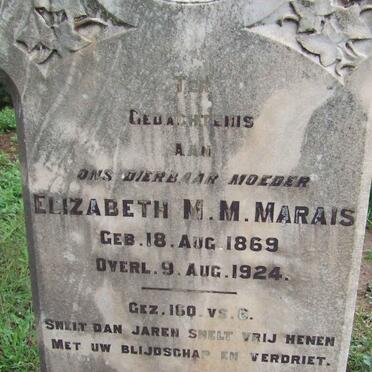 TER
GEDACHTENIS
AAN
ONS DIERBAAR MOEDER
ELIZABETH M. M. MARAIS
GEB. 18. AUG. 1869
OVERL. 9. AUG. 1924.
GEZ. 160. VS. 6.
SNELT DAN JAREN SNELT VRIJ HENEN
MET UW BLIJDSCHAP EN VERDRIET.